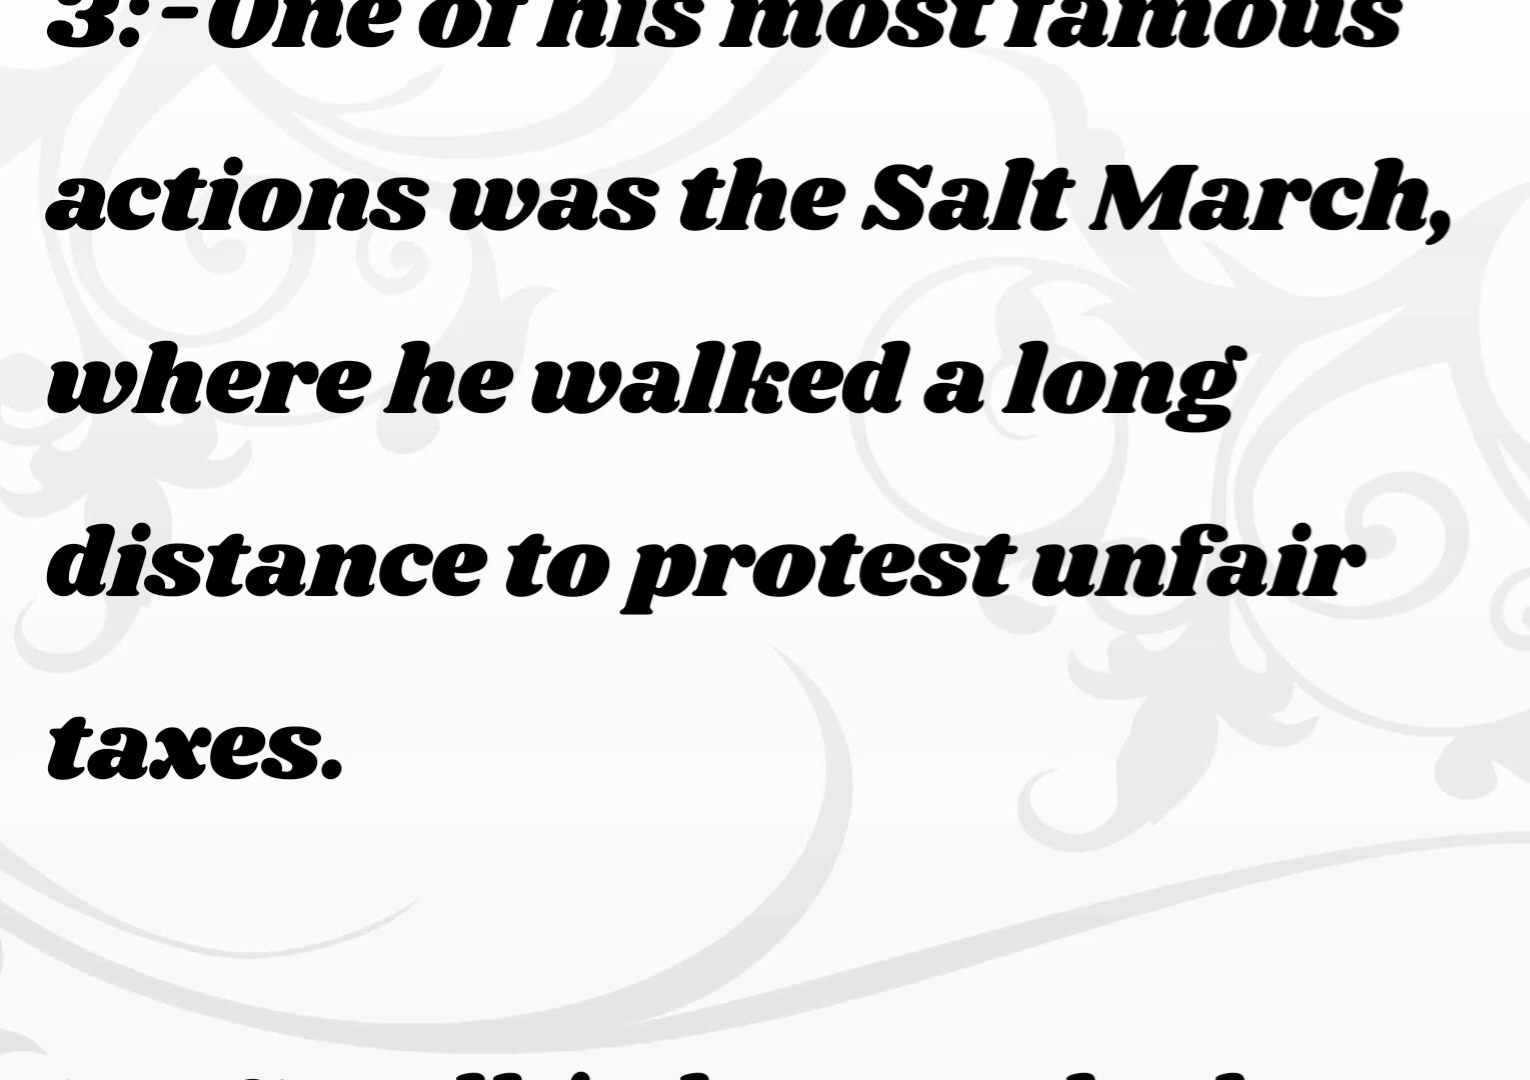 3:-One of his most famous
actions was the Salt March,
where he walked a long
distance to protest unfair
taxes.